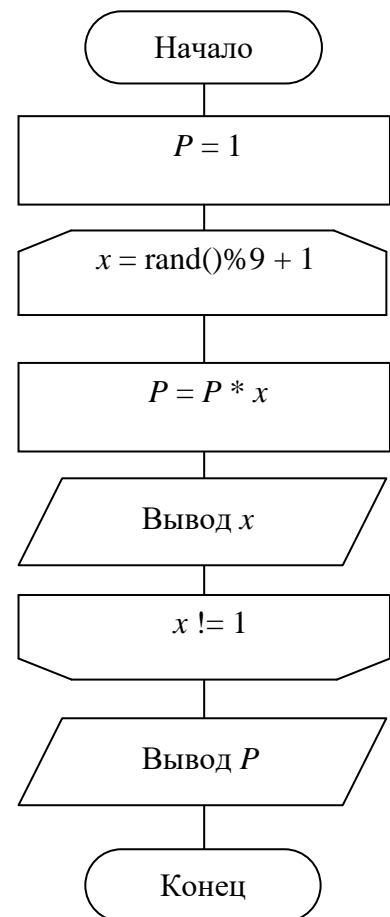 Начало
P = 1
x = rand()%9 + 1
P = P * x
Вывод x
x != 1
Вывод P
Конец